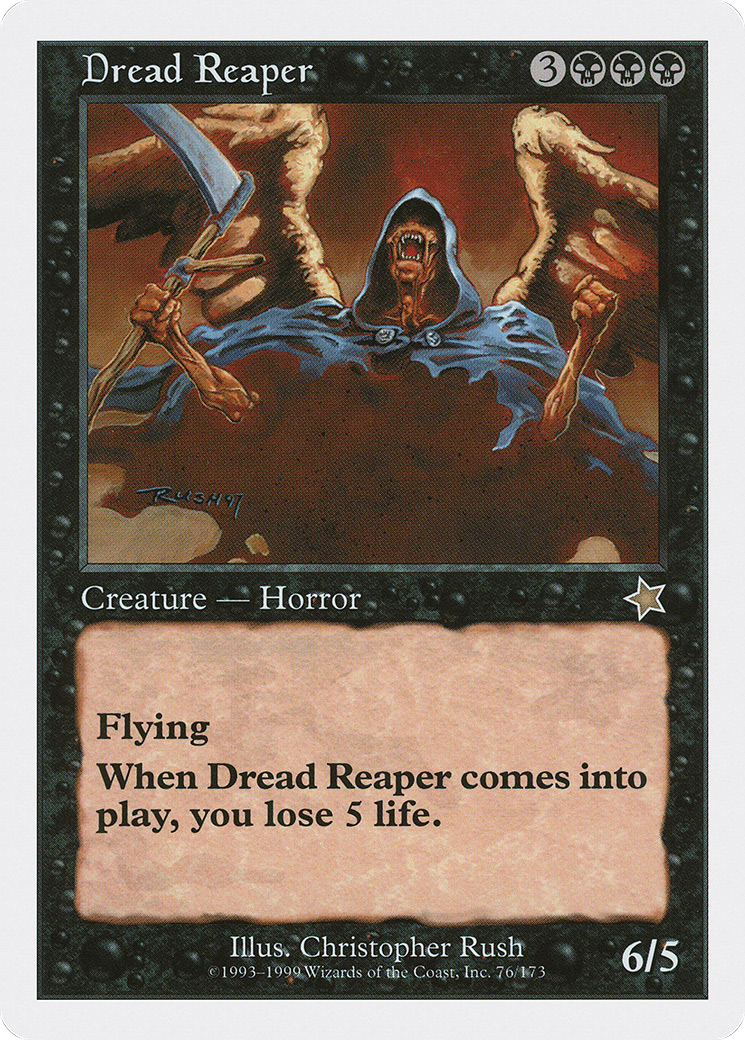 Dread Reaper 3
RUSH97
Creature — Horror
Flying
When Dread Reaper comes into
play, you lose 5 life.
Illus. Christopher Rush
©1993–1999 Wizards of the Coast, Inc. 76/173
6/5